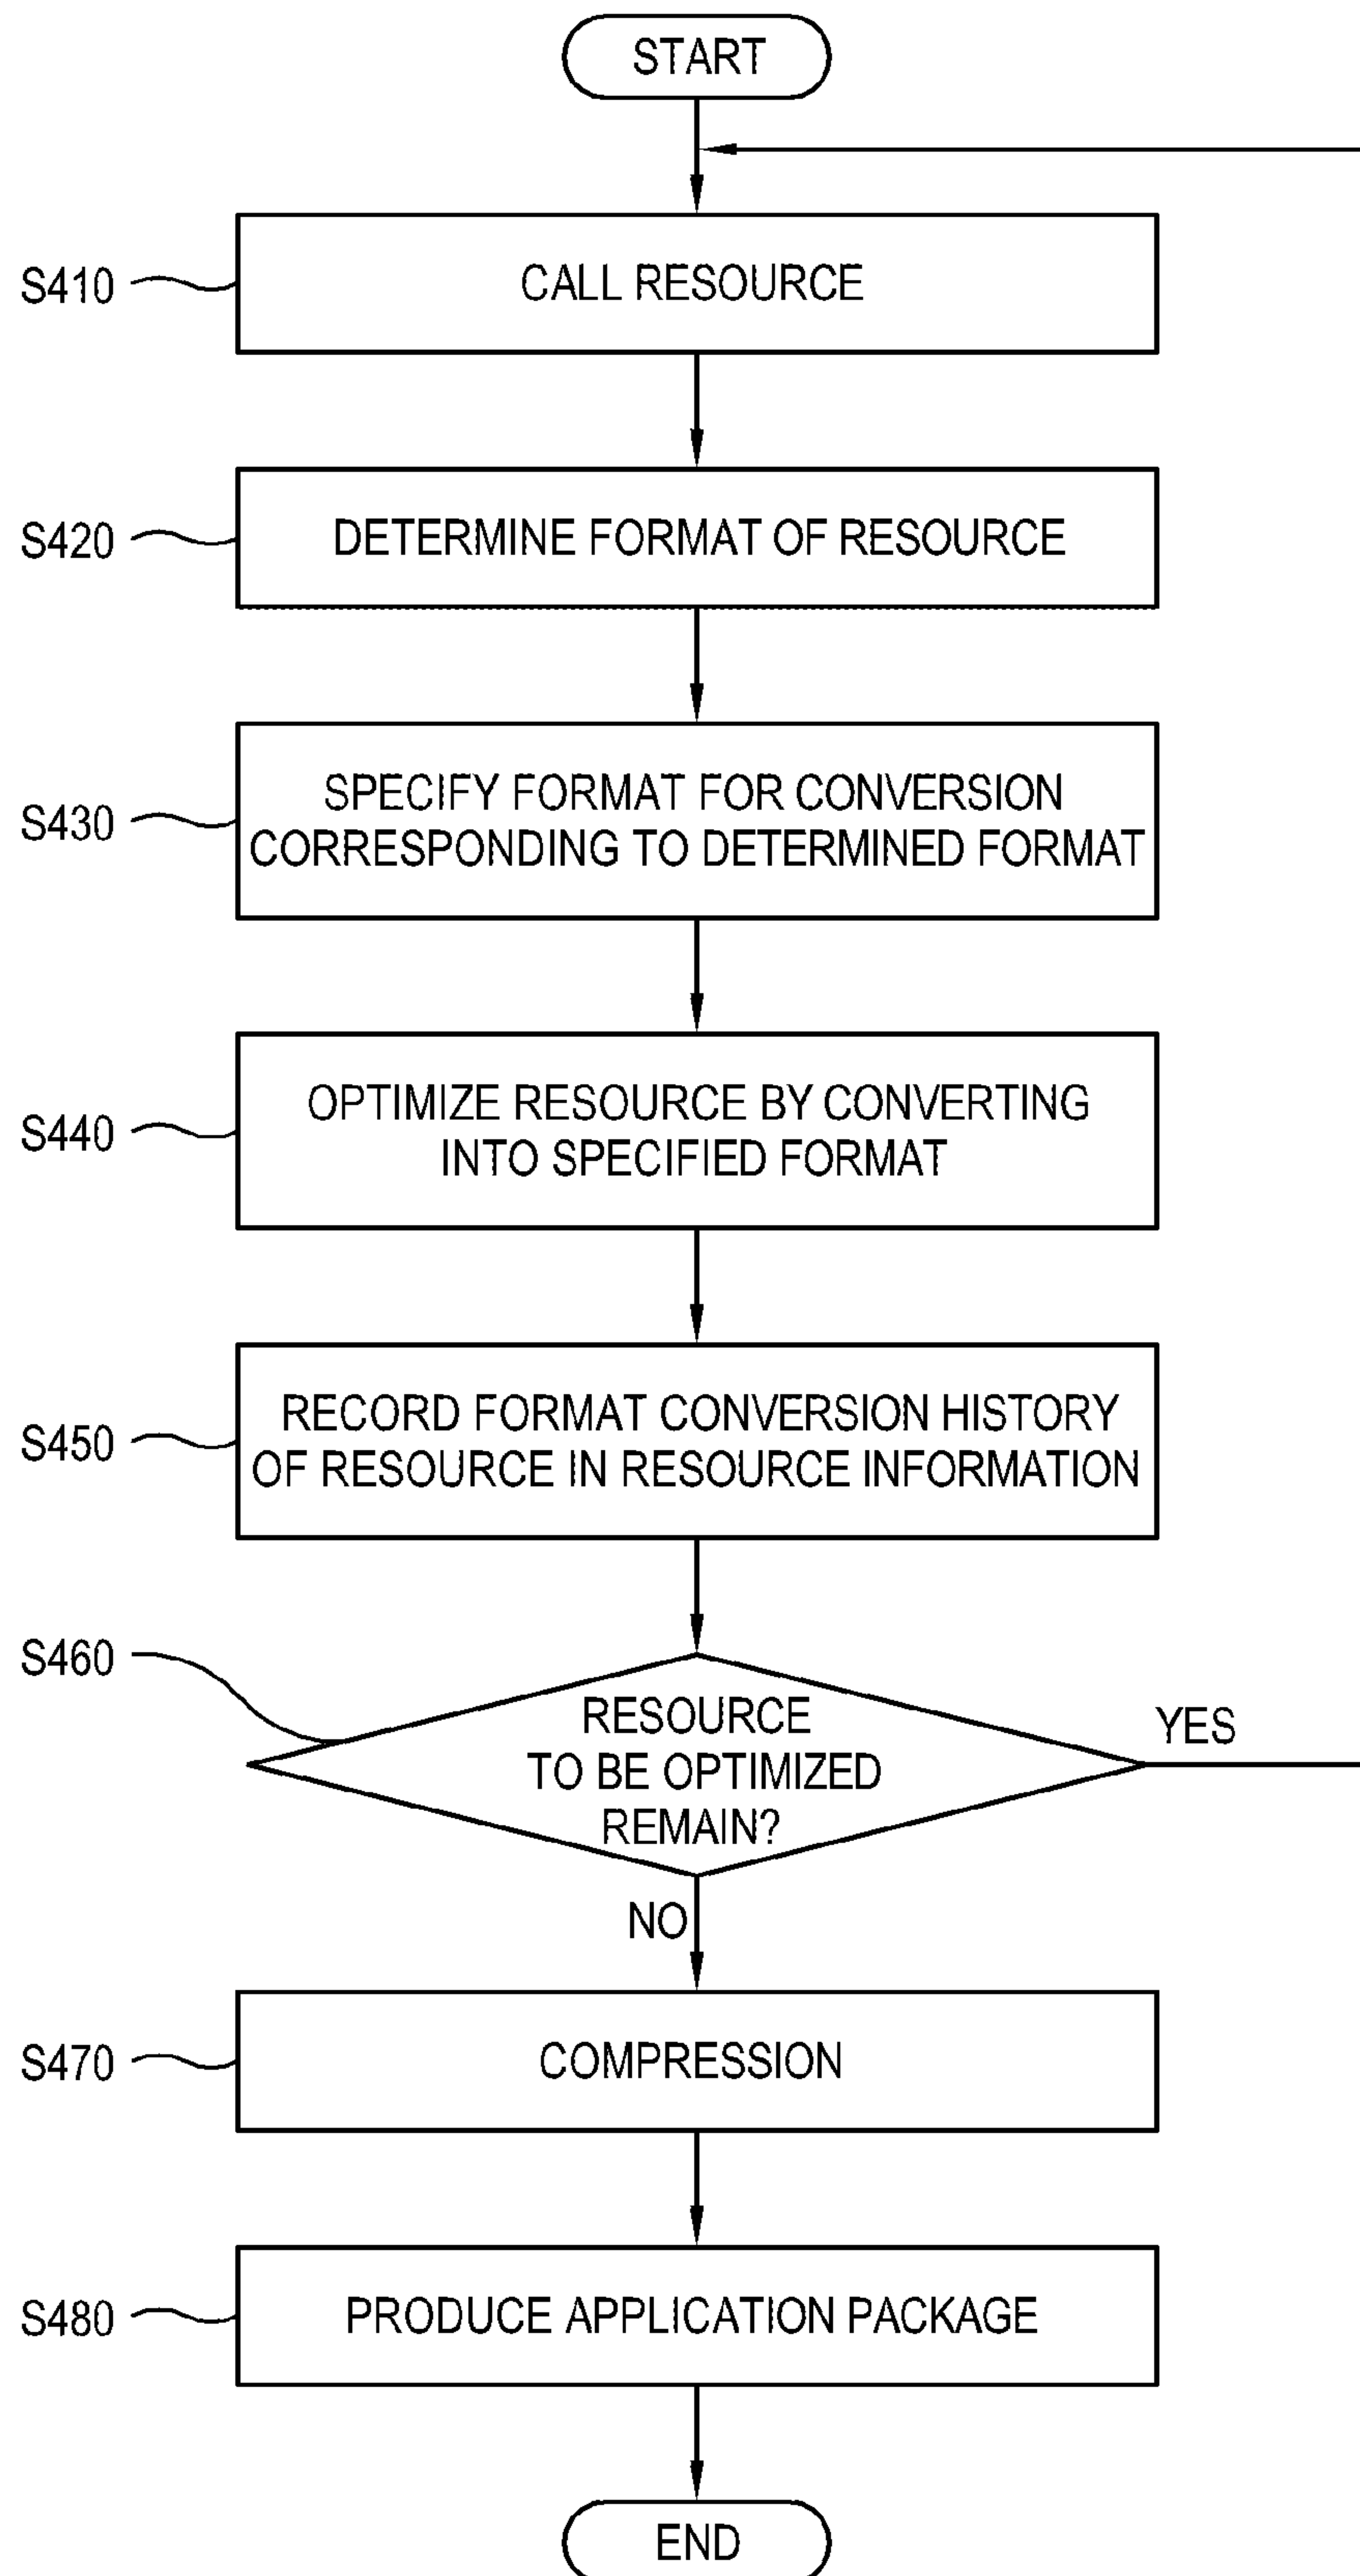 START
S410
CALL RESOURCE
S420
DETERMINE FORMAT OF RESOURCE
S430
SPECIFY FORMAT FOR CONVERSION
CORRESPONDING TO DETERMINED FORMAT
S440
OPTIMIZE RESOURCE BY CONVERTING
INTO SPECIFIED FORMAT
S450
RECORD FORMAT CONVERSION HISTORY
OF RESOURCE IN RESOURCE INFORMATION
S460
RESOURCE
TO BE OPTIMIZED
REMAIN?
YES
NO
S470
COMPRESSION
S480
PRODUCE APPLICATION PACKAGE
END